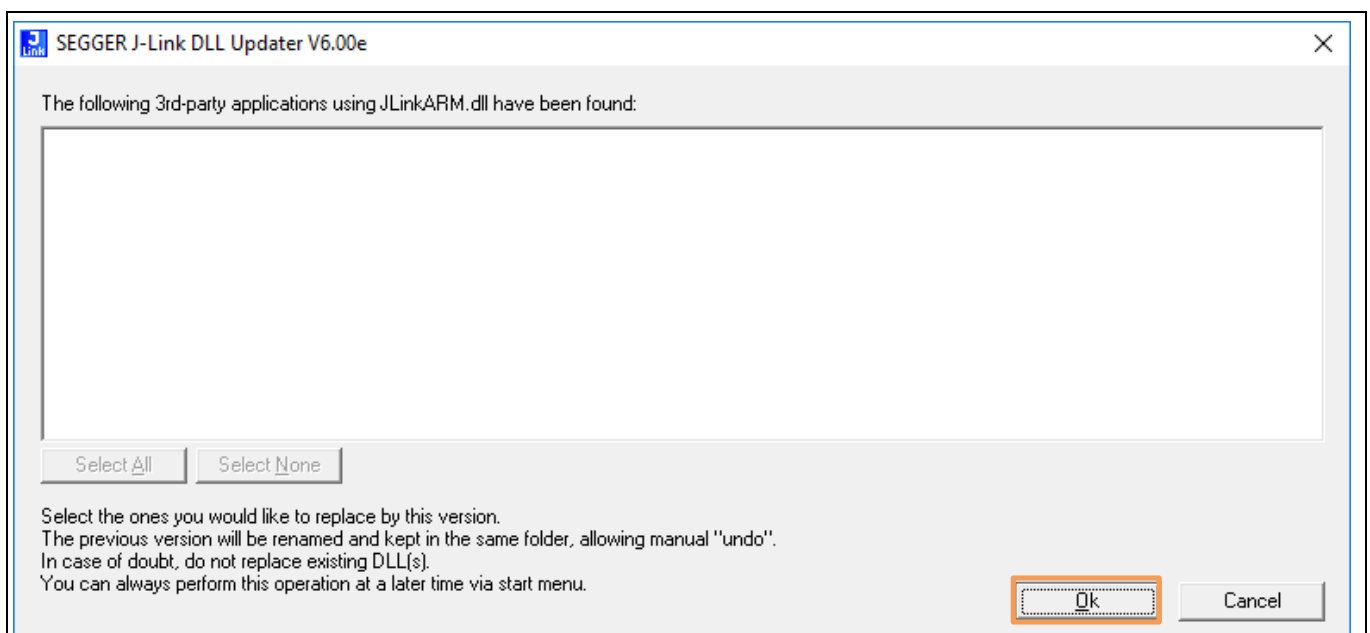 J
Link
SEGGER J-Link DLL Updater V6.00e
The following 3rd-party applications using JLinkARM.dll have been found:
Select All Select None
Select the ones you would like to replace by this version.
The previous version will be renamed and kept in the same folder, allowing manual "undo".
In case of doubt, do not replace existing DLL(s).
You can always perform this operation at a later time via start menu.
Ok Cancel